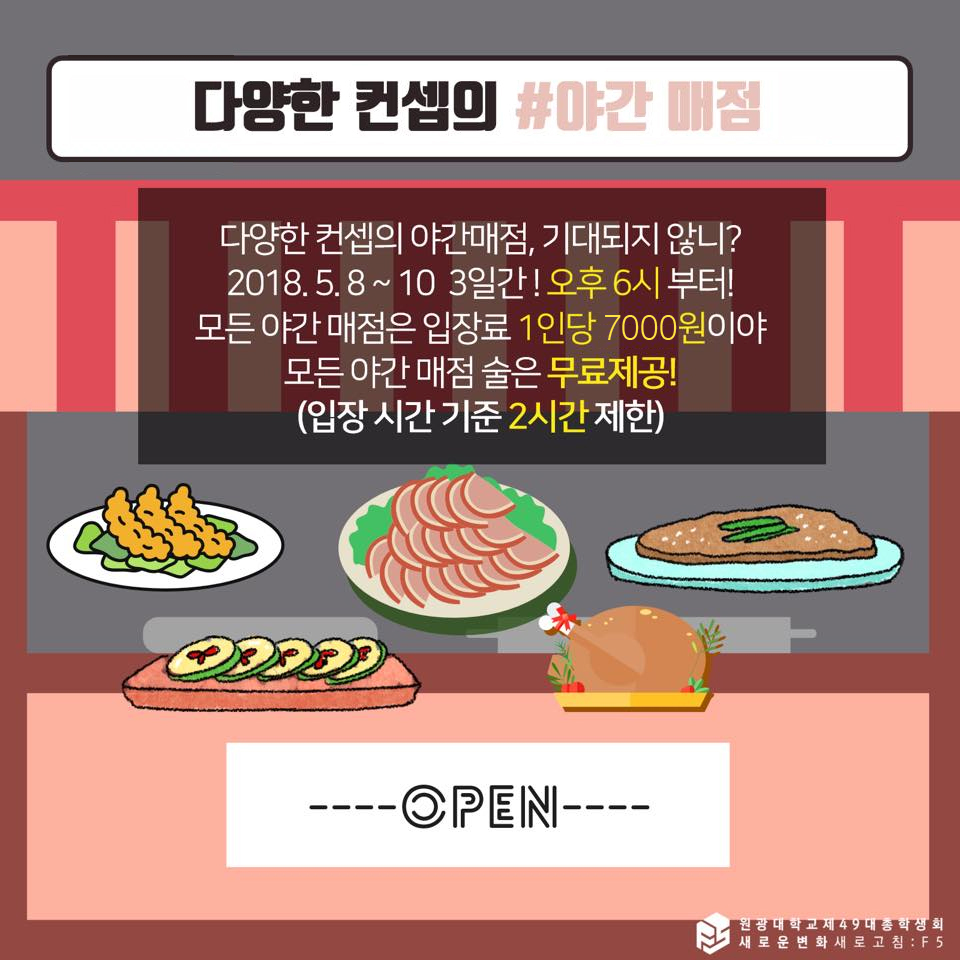 다양한 컨셉의 #야간 매점
다양한 컨셉의 야간매점, 기대되지 않니?
2018. 5. 8 ~ 10 3일간 ! 오후 6시 부터!
모든 야간 매점은 입장료 1인당 7000원이야
모든 야간 매점 술은 무료제공!
(입장 시간 기준 2시간 제한)
----OPEN----
원광대학교제49대총학생회
새로운변화새로고침:F5